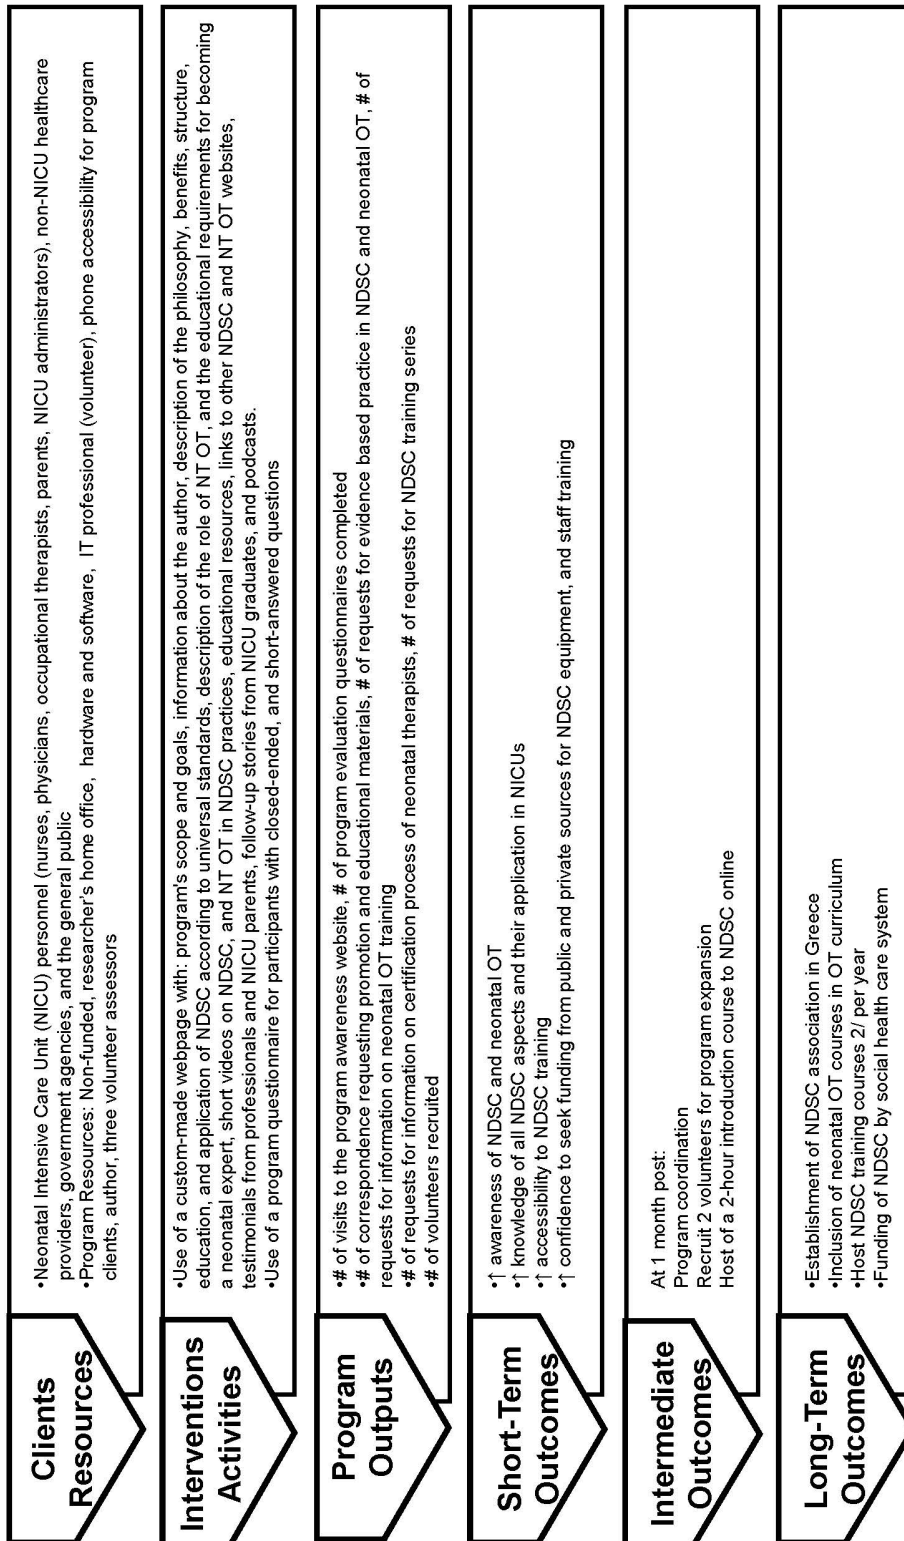 Clients
Resources
•Neonatal Intensive Care Unit (NICU) personnel (nurses, physicians, occupational therapists, parents, NICU administrators), non-NICU healthcare
providers, government agencies, and the general public
•Program Resources: Non-funded, researcher's home office, hardware and software, IT professional (volunteer), phone accessibility for program
clients, author, three volunteer assessors
Interventions
Activities
•Use of a custom-made webpage with: program's scope and goals, information about the author, description of the philosophy, benefits, structure,
education, and application of NDSC according to universal standards, description of the role of NT OT, and the educational requirements for becoming
a neonatal expert, short videos on NDSC, and NT OT in NDSC practices, educational resources, links to other NDSC and NT OT websites,
testimonials from professionals and NICU parents, follow-up stories from NICU graduates, and podcasts.
•Use of a program questionnaire for participants with closed-ended, and short-answered questions
Program
Outputs
•# of visits to the program awareness website, # of program evaluation questionnaires completed
•# of correspondence requesting promotion and educational materials, # of requests for evidence based practice in NDSC and neonatal OT, # of
requests for information on neonatal OT training
•# of requests for information on certification process of neonatal therapists, # of requests for NDSC training series
•# of volunteers recruited
Short-Term
Outcomes
•↑ awareness of NDSC and neonatal OT
•↑ knowledge of all NDSC aspects and their application in NICUs
•↑ accessibility to NDSC training
•↑ confidence to seek funding from public and private sources for NDSC equipment, and staff training
Intermediate
Outcomes
At 1 month post:
Program coordination
Recruit 2 volunteers for program expansion
Host of a 2-hour introduction course to NDSC online
Long-Term
Outcomes
•Establishment of NDSC association in Greece
•Inclusion of neonatal OT courses in OT curriculum
•Host NDSC training courses 2/ per year
•Funding of NDSC by social health care system